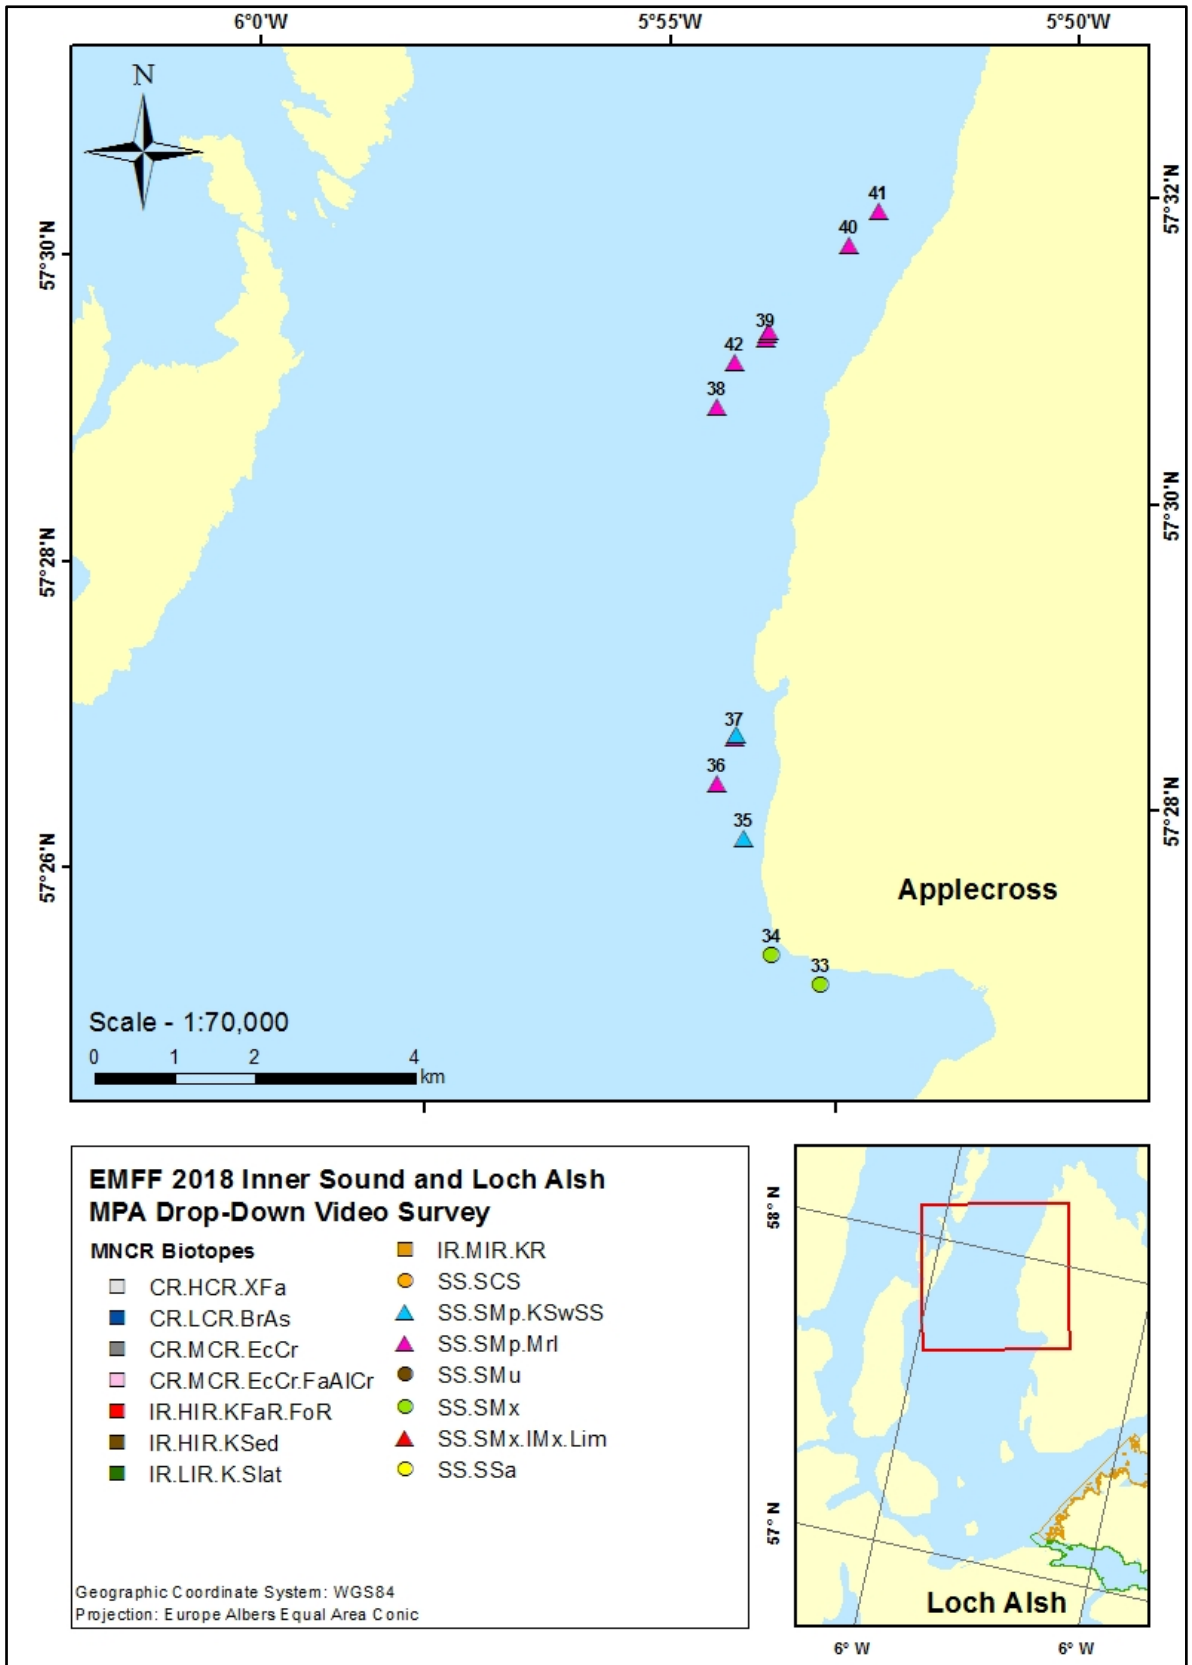 6°0'W
5°55'W
5°50'W
N
57°32'N
41
40
57°30'N
39
42
38
57°30'N
57°28'N
37
36
57°28'N
35
57°26'N
Applecross
34
33
Scale - 1:70,000
0 1 2 4
km
EMFF 2018 Inner Sound and Loch Alsh
MPA Drop-Down Video Survey
MNCR Biotopes
CR.HCR.XFa
CR.LCR.BrAs
CR.MCR.EcCr
CR.MCR.EcCr.FaAlCr
IR.HIR.KFaR.FoR
IR.HIR.KSed
IR.LIR.K.Slat
IR.MIR.KR
SS.SCS
SS.SMp.KSwSS
SS.SMp.Mrl
SS.SMu
SS.SMx
SS.SMx.IMx.Lim
SS.SSa
Geographic Coordinate System: WGS84
Projection: Europe Albers Equal Area Conic
58° N
57° N
Loch Alsh
6° W
6° W